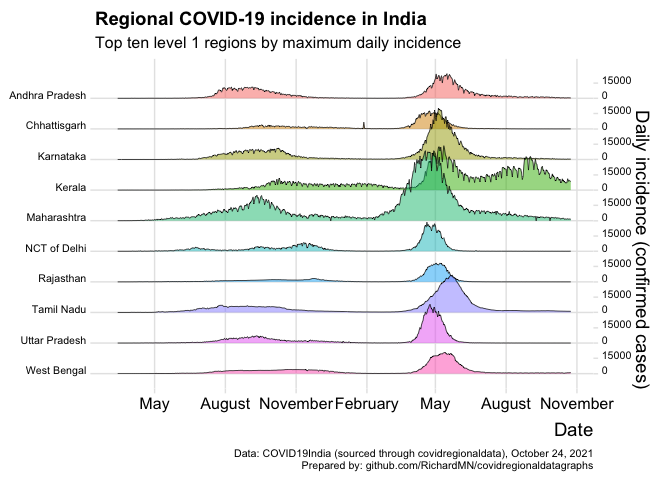 Regional COVID-19 incidence in India
Top ten level 1 regions by maximum daily incidence
Andhra Pradesh
Chhattisgarh
Karnataka
Kerala
Maharashtra
NCT of Delhi
Rajasthan
Tamil Nadu
Uttar Pradesh
West Bengal
15000
0
15000
0
15000
0
15000
0
15000
0
15000
0
15000
0
15000
0
15000
0
15000
0
Daily incidence (confirmed cases)
May August November February May August November
Date
Data: COVID19India (sourced through covidregionaldata), October 24, 2021
Prepared by: github.com/RichardMN/covidregionaldatagraphs